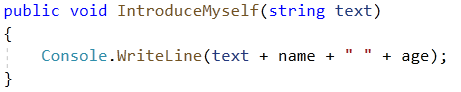 public void IntroduceMyself(string text)
{
    Console.WriteLine(text + name + " " + age);
}